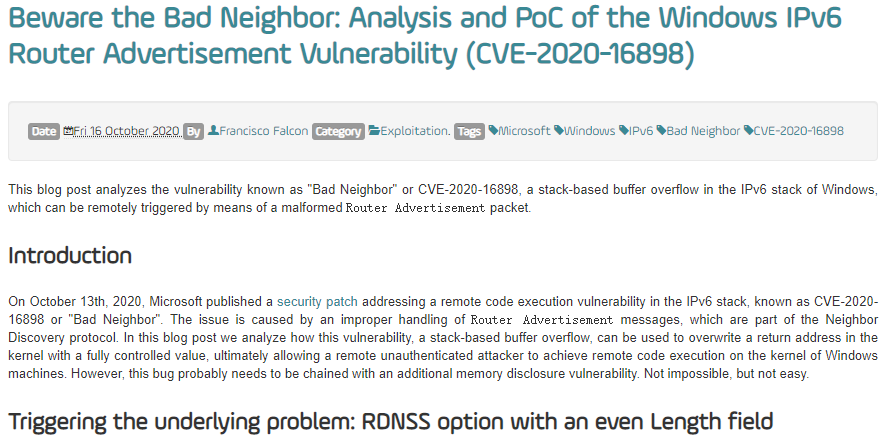 Beware the Bad Neighbor: Analysis and PoC of the Windows IPv6
Router Advertisement Vulnerability (CVE-2020-16898)
Date Fri 16 October 2020 By Francisco Falcon Category Exploitation. Tags Microsoft Windows IPv6 Bad Neighbor CVE-2020-16898
This blog post analyzes the vulnerability known as "Bad Neighbor" or CVE-2020-16898, a stack-based buffer overflow in the IPv6 stack of Windows,
which can be remotely triggered by means of a malformed Router Advertisement packet.
Introduction
On October 13th, 2020, Microsoft published a security patch addressing a remote code execution vulnerability in the IPv6 stack, known as CVE-2020-
16898 or "Bad Neighbor". The issue is caused by an improper handling of Router Advertisement messages, which are part of the Neighbor
Discovery protocol. In this blog post we analyze how this vulnerability, a stack-based buffer overflow, can be used to overwrite a return address in the
kernel with a fully controlled value, ultimately allowing a remote unauthenticated attacker to achieve remote code execution on the kernel of Windows
machines. However, this bug probably needs to be chained with an additional memory disclosure vulnerability. Not impossible, but not easy.
Triggering the underlying problem: RDNSS option with an even Length field